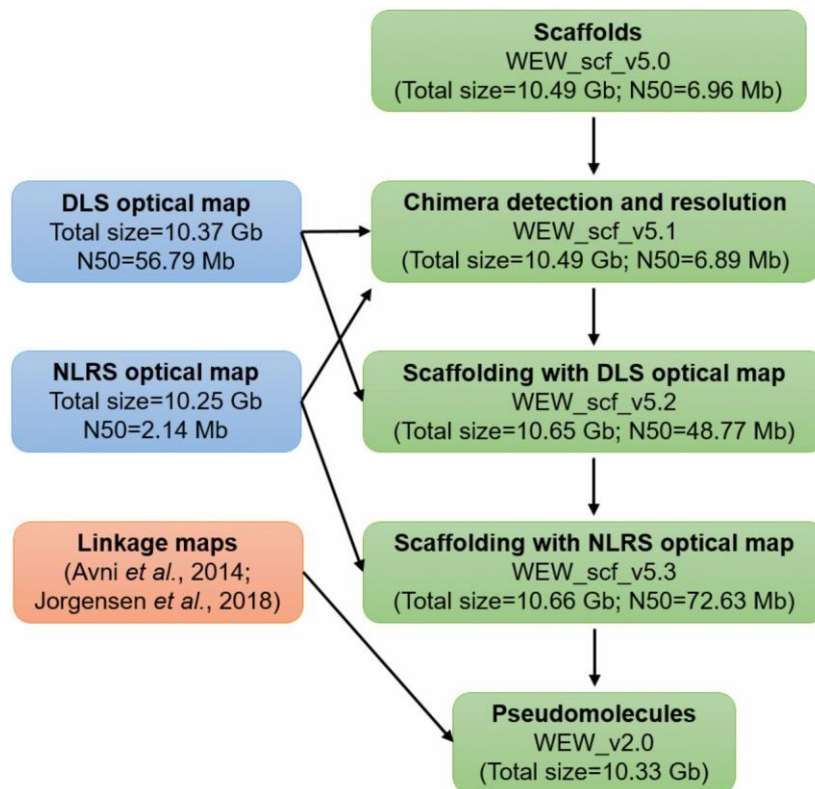 Scaffolds
WEW_scf_v5.0
(Total size=10.49 Gb; N50=6.96 Mb)
DLS optical map
Total size=10.37 Gb
N50=56.79 Mb
Chimera detection and resolution
WEW_scf_v5.1
(Total size=10.49 Gb; N50=6.89 Mb)
NLRS optical map
Total size=10.25 Gb
N50=2.14 Mb
Scaffolding with DLS optical map
WEW_scf_v5.2
(Total size=10.65 Gb; N50=48.77 Mb)
Linkage maps
(Avni et al., 2014;
Jorgensen et al., 2018)
Scaffolding with NLRS optical map
WEW_scf_v5.3
(Total size=10.66 Gb; N50=72.63 Mb)
Pseudomolecules
WEW_v2.0
(Total size=10.33 Gb)